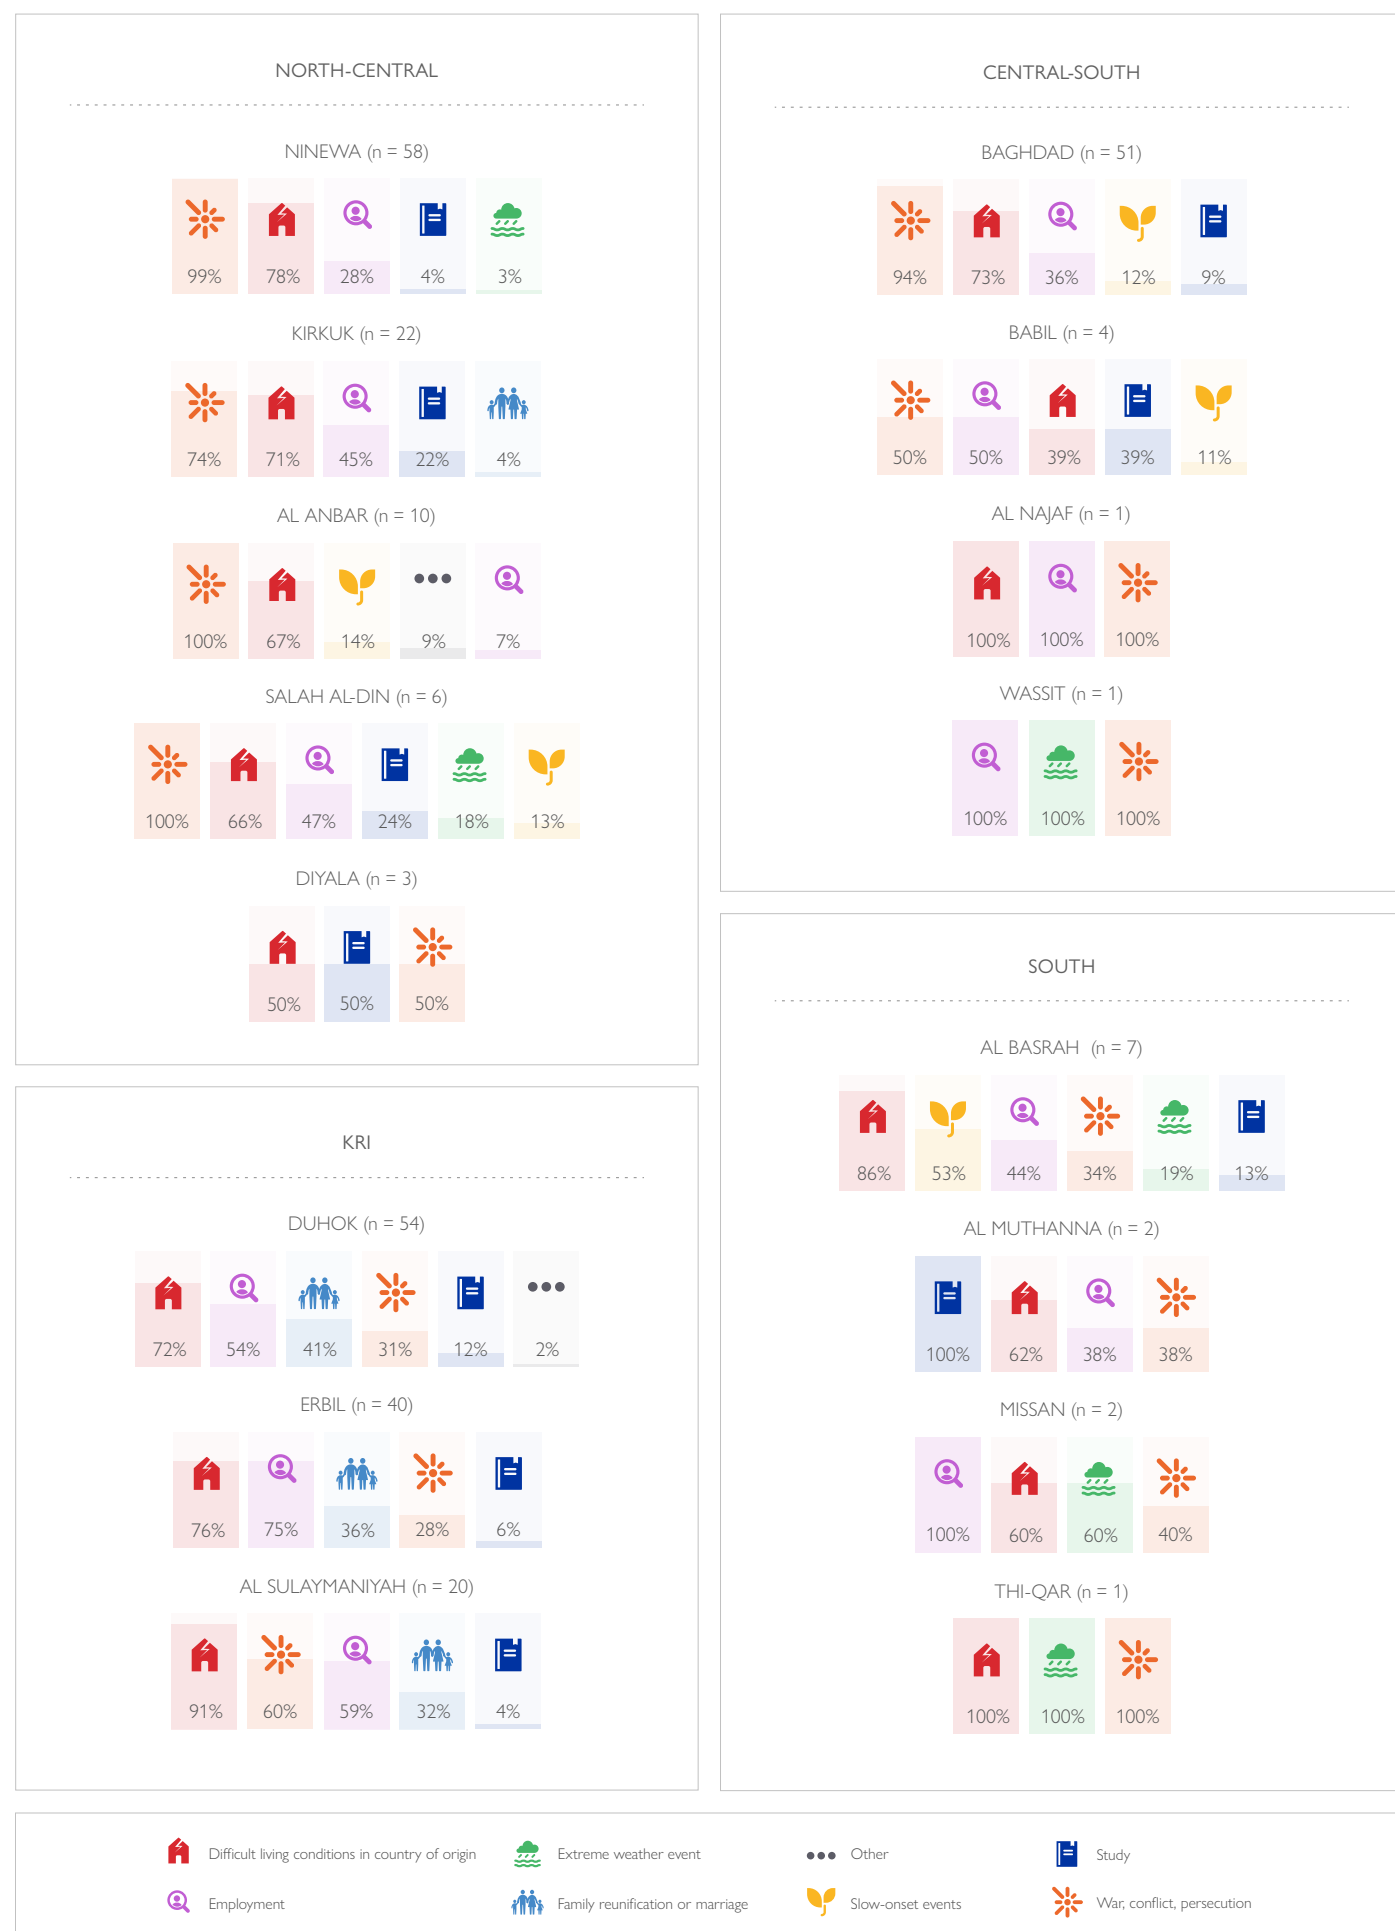 NORTH-CENTRAL
NINEWA (n = 58)
99% 78% 28% 4% 3%
KIRKUK (n = 22)
74% 71% 45% 22% 4%
AL ANBAR (n = 10)
100% 67% 14% 9% 7%
SALAH AL-DIN (n = 6)
100% 66% 47% 24% 18% 13%
DIYALA (n = 3)
50% 50% 50%
KRI
DUHOK (n = 54)
72% 54% 41% 31% 12% 2%
ERBIL (n = 40)
76% 75% 36% 28% 6%
AL SULAYMANIYAH (n = 20)
91% 60% 59% 32% 4%
CENTRAL-SOUTH
BAGHDAD (n = 51)
94% 73% 36% 12% 9%
BABIL (n = 4)
50% 50% 39% 39% 11%
AL NAJAF (n = 1)
100% 100% 100%
WASSIT (n = 1)
100% 100% 100%
SOUTH
AL BASRAH (n = 7)
86% 53% 44% 34% 19% 13%
AL MUTHANNA (n = 2)
100% 62% 38% 38%
MISSAN (n = 2)
100% 60% 60% 40%
THI-QAR (n = 1)
100% 100% 100%
Difficult living conditions in country of origin Extreme weather event Other Study
Employment Family reunification or marriage Slow-onset events War, conflict, persecution